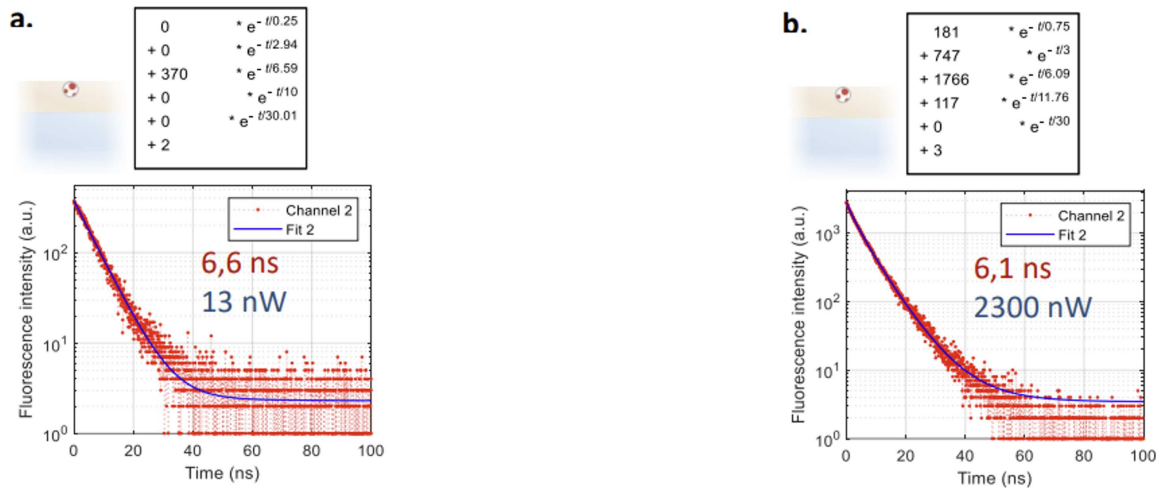 a.
0 * e- t/0.25
+ 0 * e- t/2.94
+ 370 * e- t/6.59
+ 0 * e- t/10
+ 0 * e- t/30.01
+ 2
Fluorescence intensity (a.u.)
10^2
10^1
10^0
Channel 2
Fit 2
6,6 ns
13 nW
0 20 40 60 80 100
Time (ns)
b.
181 * e- t/0.75
+ 747 * e- t/3
+ 1766 * e- t/6.09
+ 117 * e- t/11.76
+ 0 * e- t/30
+ 3
Fluorescence intensity (a.u.)
10^3
10^2
10^1
10^0
Channel 2
Fit 2
6,1 ns
2300 nW
0 20 40 60 80 100
Time (ns)